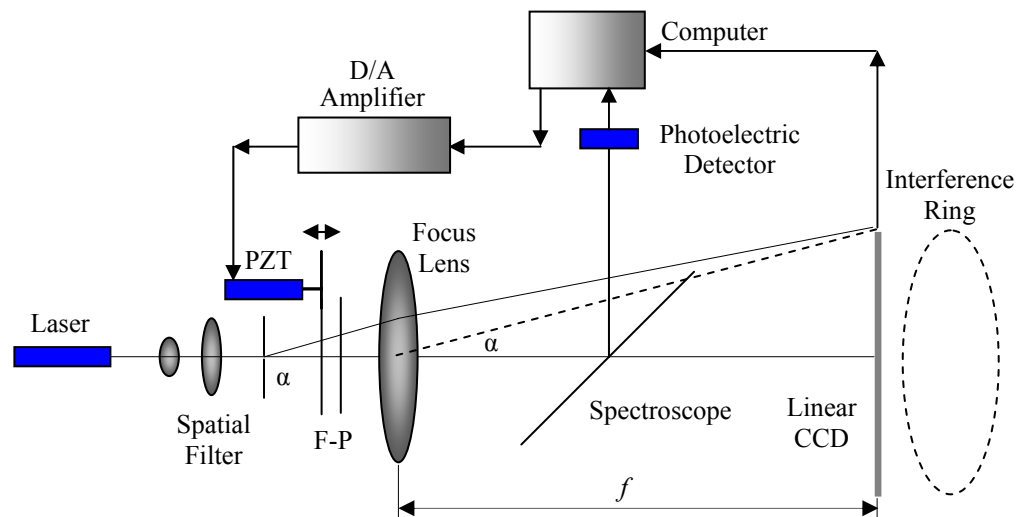 Computer
D/A
Amplifier
Photoelectric
Detector
Interference
Ring
Focus
Lens
PZT
Laser
α
α
Spatial
Filter
F-P
Spectroscope
Linear
CCD
f